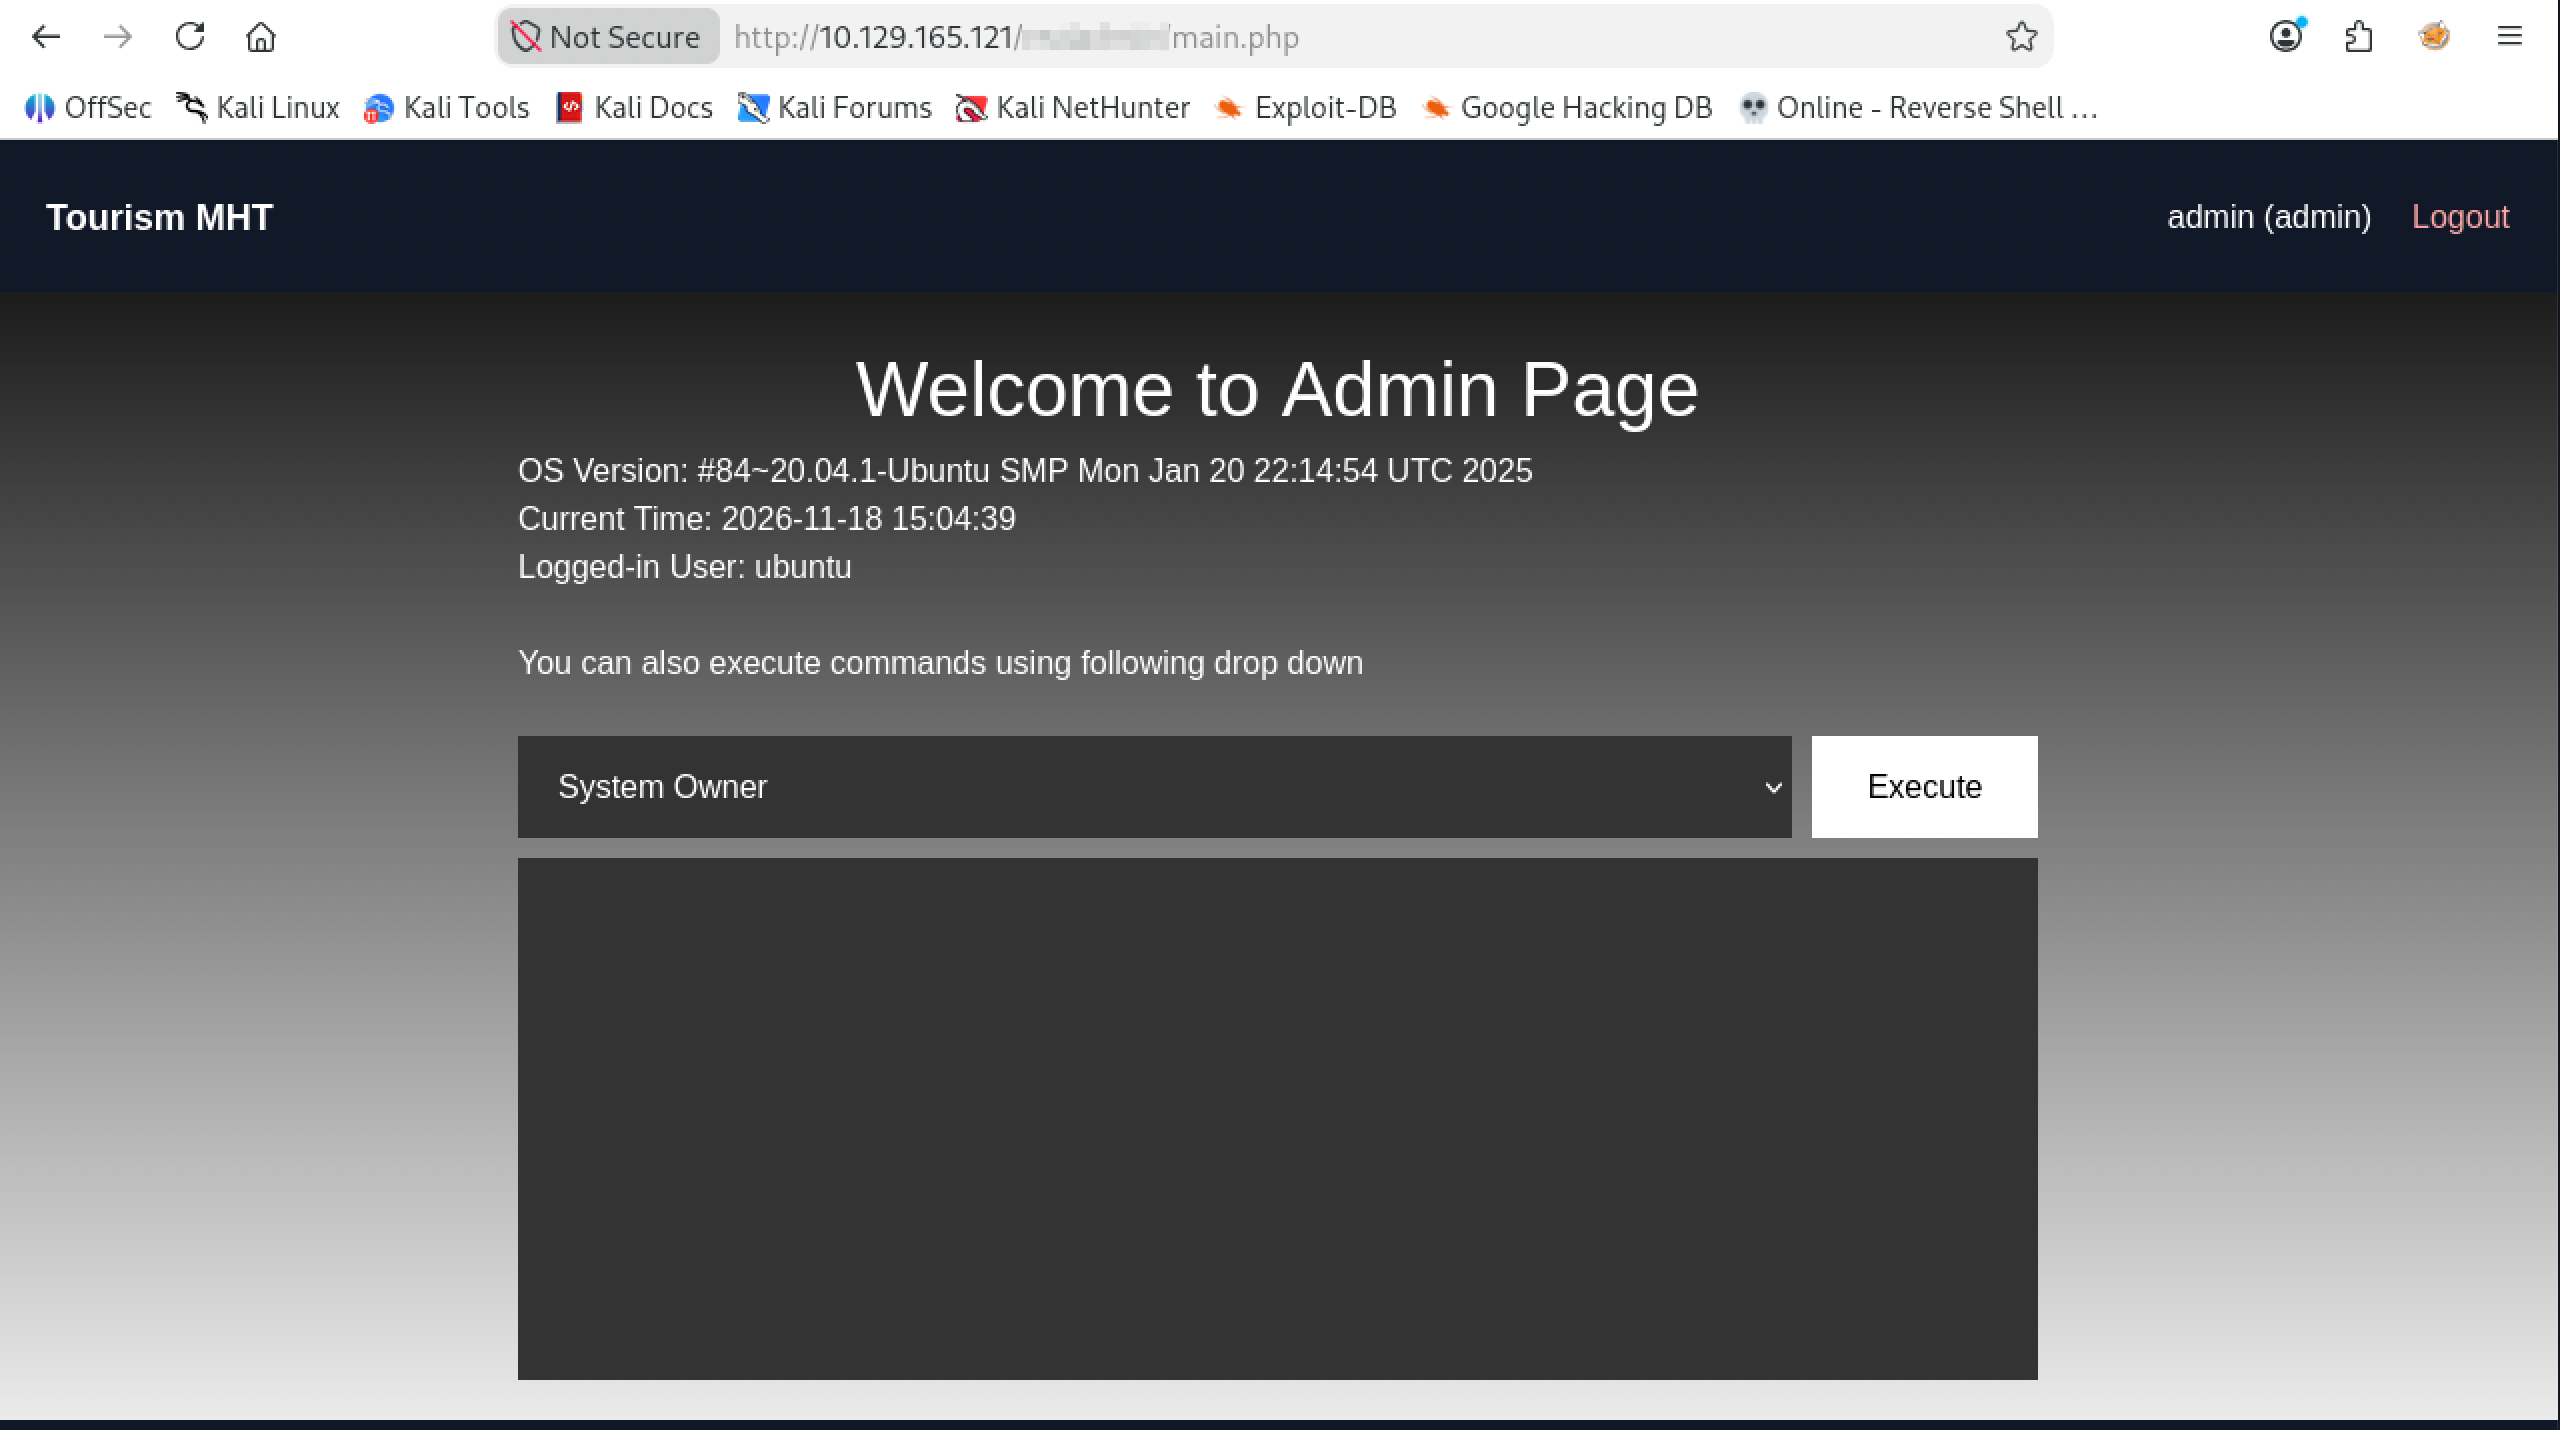 Not Secure http://10.129.165.121/ /main.php
OffSec Kali Linux Kali Tools Kali Docs Kali Forums Kali NetHunter Exploit-DB Google Hacking DB Online - Reverse Shell …
Tourism MHT admin (admin) Logout
Welcome to Admin Page
OS Version: #84~20.04.1-Ubuntu SMP Mon Jan 20 22:14:54 UTC 2025
Current Time: 2026-11-18 15:04:39
Logged-in User: ubuntu
You can also execute commands using following drop down
System Owner Execute